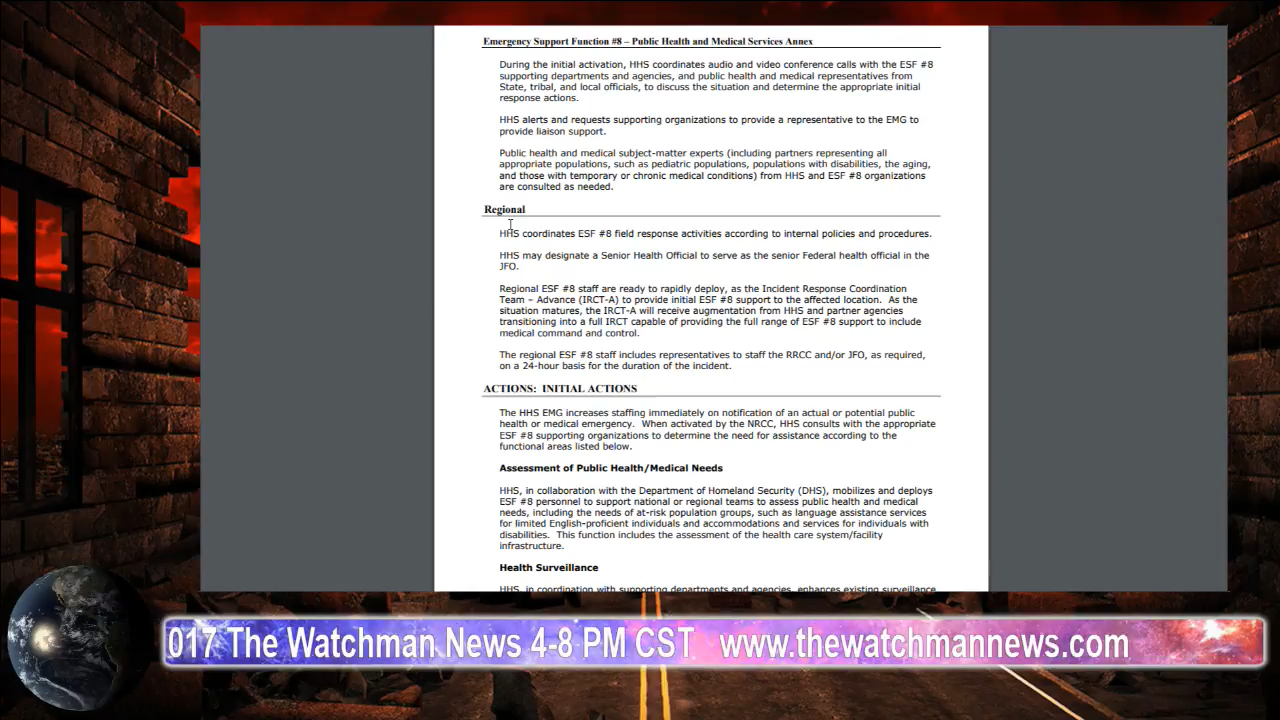 Emergency Support Function #8 – Public Health and Medical Services Annex
During the initial activation, HHS coordinates audio and video conference calls with the ESF #8
supporting departments and agencies, and public health and medical representatives from
State, tribal, and local officials, to discuss the situation and determine the appropriate initial
response actions.
HHS alerts and requests supporting organizations to provide a representative to the EMG to
provide liaison support.
Public health and medical subject-matter experts (including partners representing all
appropriate populations, such as pediatric populations, populations with disabilities, the aging,
and those with temporary or chronic medical conditions) from HHS and ESF #8 organizations
are consulted as needed.
Regional
HHS coordinates ESF #8 field response activities according to internal policies and procedures.
HHS may designate a Senior Health Official to serve as the senior Federal health official in the
JFO.
Regional ESF #8 staff are ready to rapidly deploy, as the Incident Response Coordination
Team – Advance (IRCT-A) to provide initial ESF #8 support to the affected location. As the
situation matures, the IRCT-A will receive augmentation from HHS and partner agencies
transitioning into a full IRCT capable of providing the full range of ESF #8 support to include
medical command and control.
The regional ESF #8 staff includes representatives to staff the RRCC and/or JFO, as required,
on a 24-hour basis for the duration of the incident.
ACTIONS: INITIAL ACTIONS
The HHS EMG increases staffing immediately on notification of an actual or potential public
health or medical emergency. When activated by the NRCC, HHS consults with the appropriate
ESF #8 supporting organizations to determine the need for assistance according to the
functional areas listed below.
Assessment of Public Health/Medical Needs
HHS, in collaboration with the Department of Homeland Security (DHS), mobilizes and deploys
ESF #8 personnel to support national or regional teams to assess public health and medical
needs, including the needs of at-risk population groups, such as language assistance services
for limited English-proficient individuals and accommodations and services for individuals with
disabilities. This function includes the assessment of the health care system/facility
infrastructure.
Health Surveillance
HHS, in coordination with supporting departments and agencies, enhances existing surveillance
017 The Watchman News 4-8 PM CST www.thewatchmannews.com